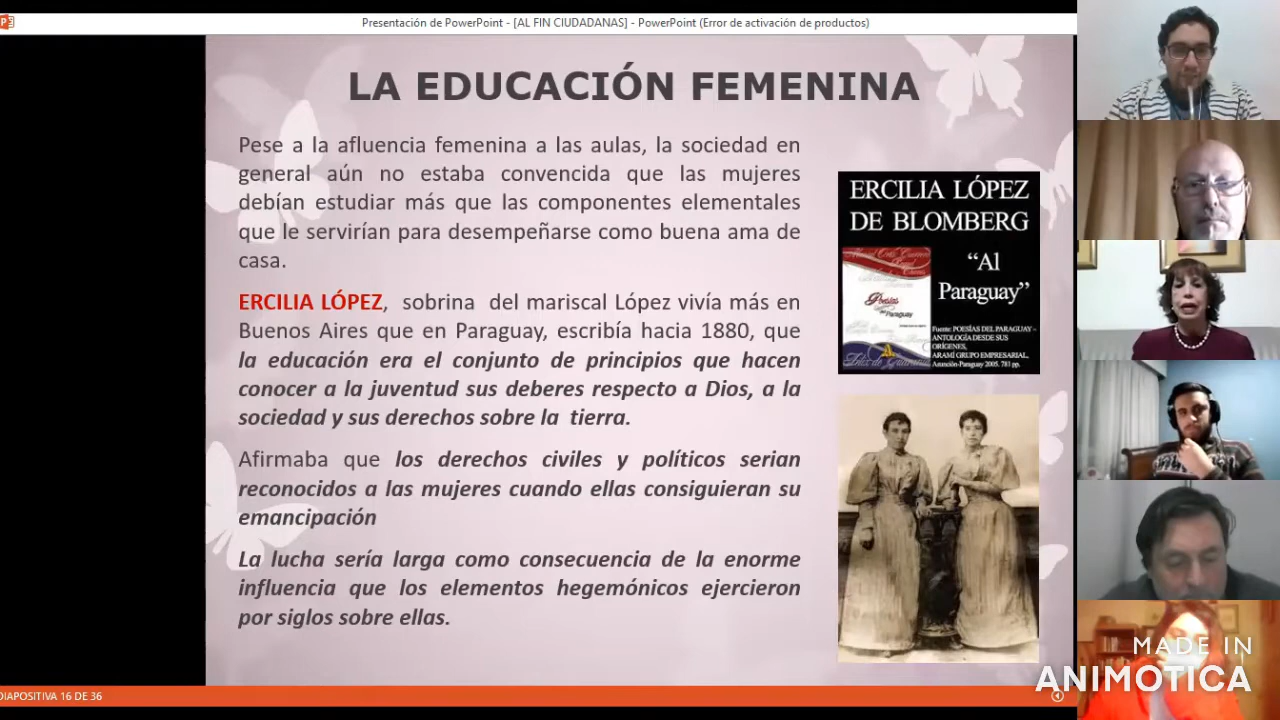 Presentación de PowerPoint - [AL FIN CIUDADANAS] - PowerPoint (Error de activación de productos)
LA EDUCACIÓN FEMENINA
Pese a la afluencia femenina a las aulas, la sociedad en
general aún no estaba convencida que las mujeres
debían estudiar más que las componentes elementales
que le servirían para desempeñarse como buena ama de
casa.
ERCILIA LÓPEZ, sobrina del mariscal López vivía más en
Buenos Aires que en Paraguay, escribía hacia 1880, que
la educación era el conjunto de principios que hacen
conocer a la juventud sus deberes respecto a Dios, a la
sociedad y sus derechos sobre la tierra.
Afirmaba que los derechos civiles y políticos serian
reconocidos a las mujeres cuando ellas consiguieran su
emancipación
La lucha sería larga como consecuencia de la enorme
influencia que los elementos hegemónicos ejercieron
por siglos sobre ellas.
ERCILIA LÓPEZ
DE BLOMBERG
"Al
Paraguay"
Poesías
del Paraguay
Fuente: POESÍAS DEL PARAGUAY –
ANTOLOGÍA DESDE SUS
ORÍGENES,
ARAMÍ GRUPO EMPRESARIAL,
Asunción-Paraguay 2005. 781 pp.
DIAPOSITIVA 16 DE 36
MADE IN
ANIMOTICA